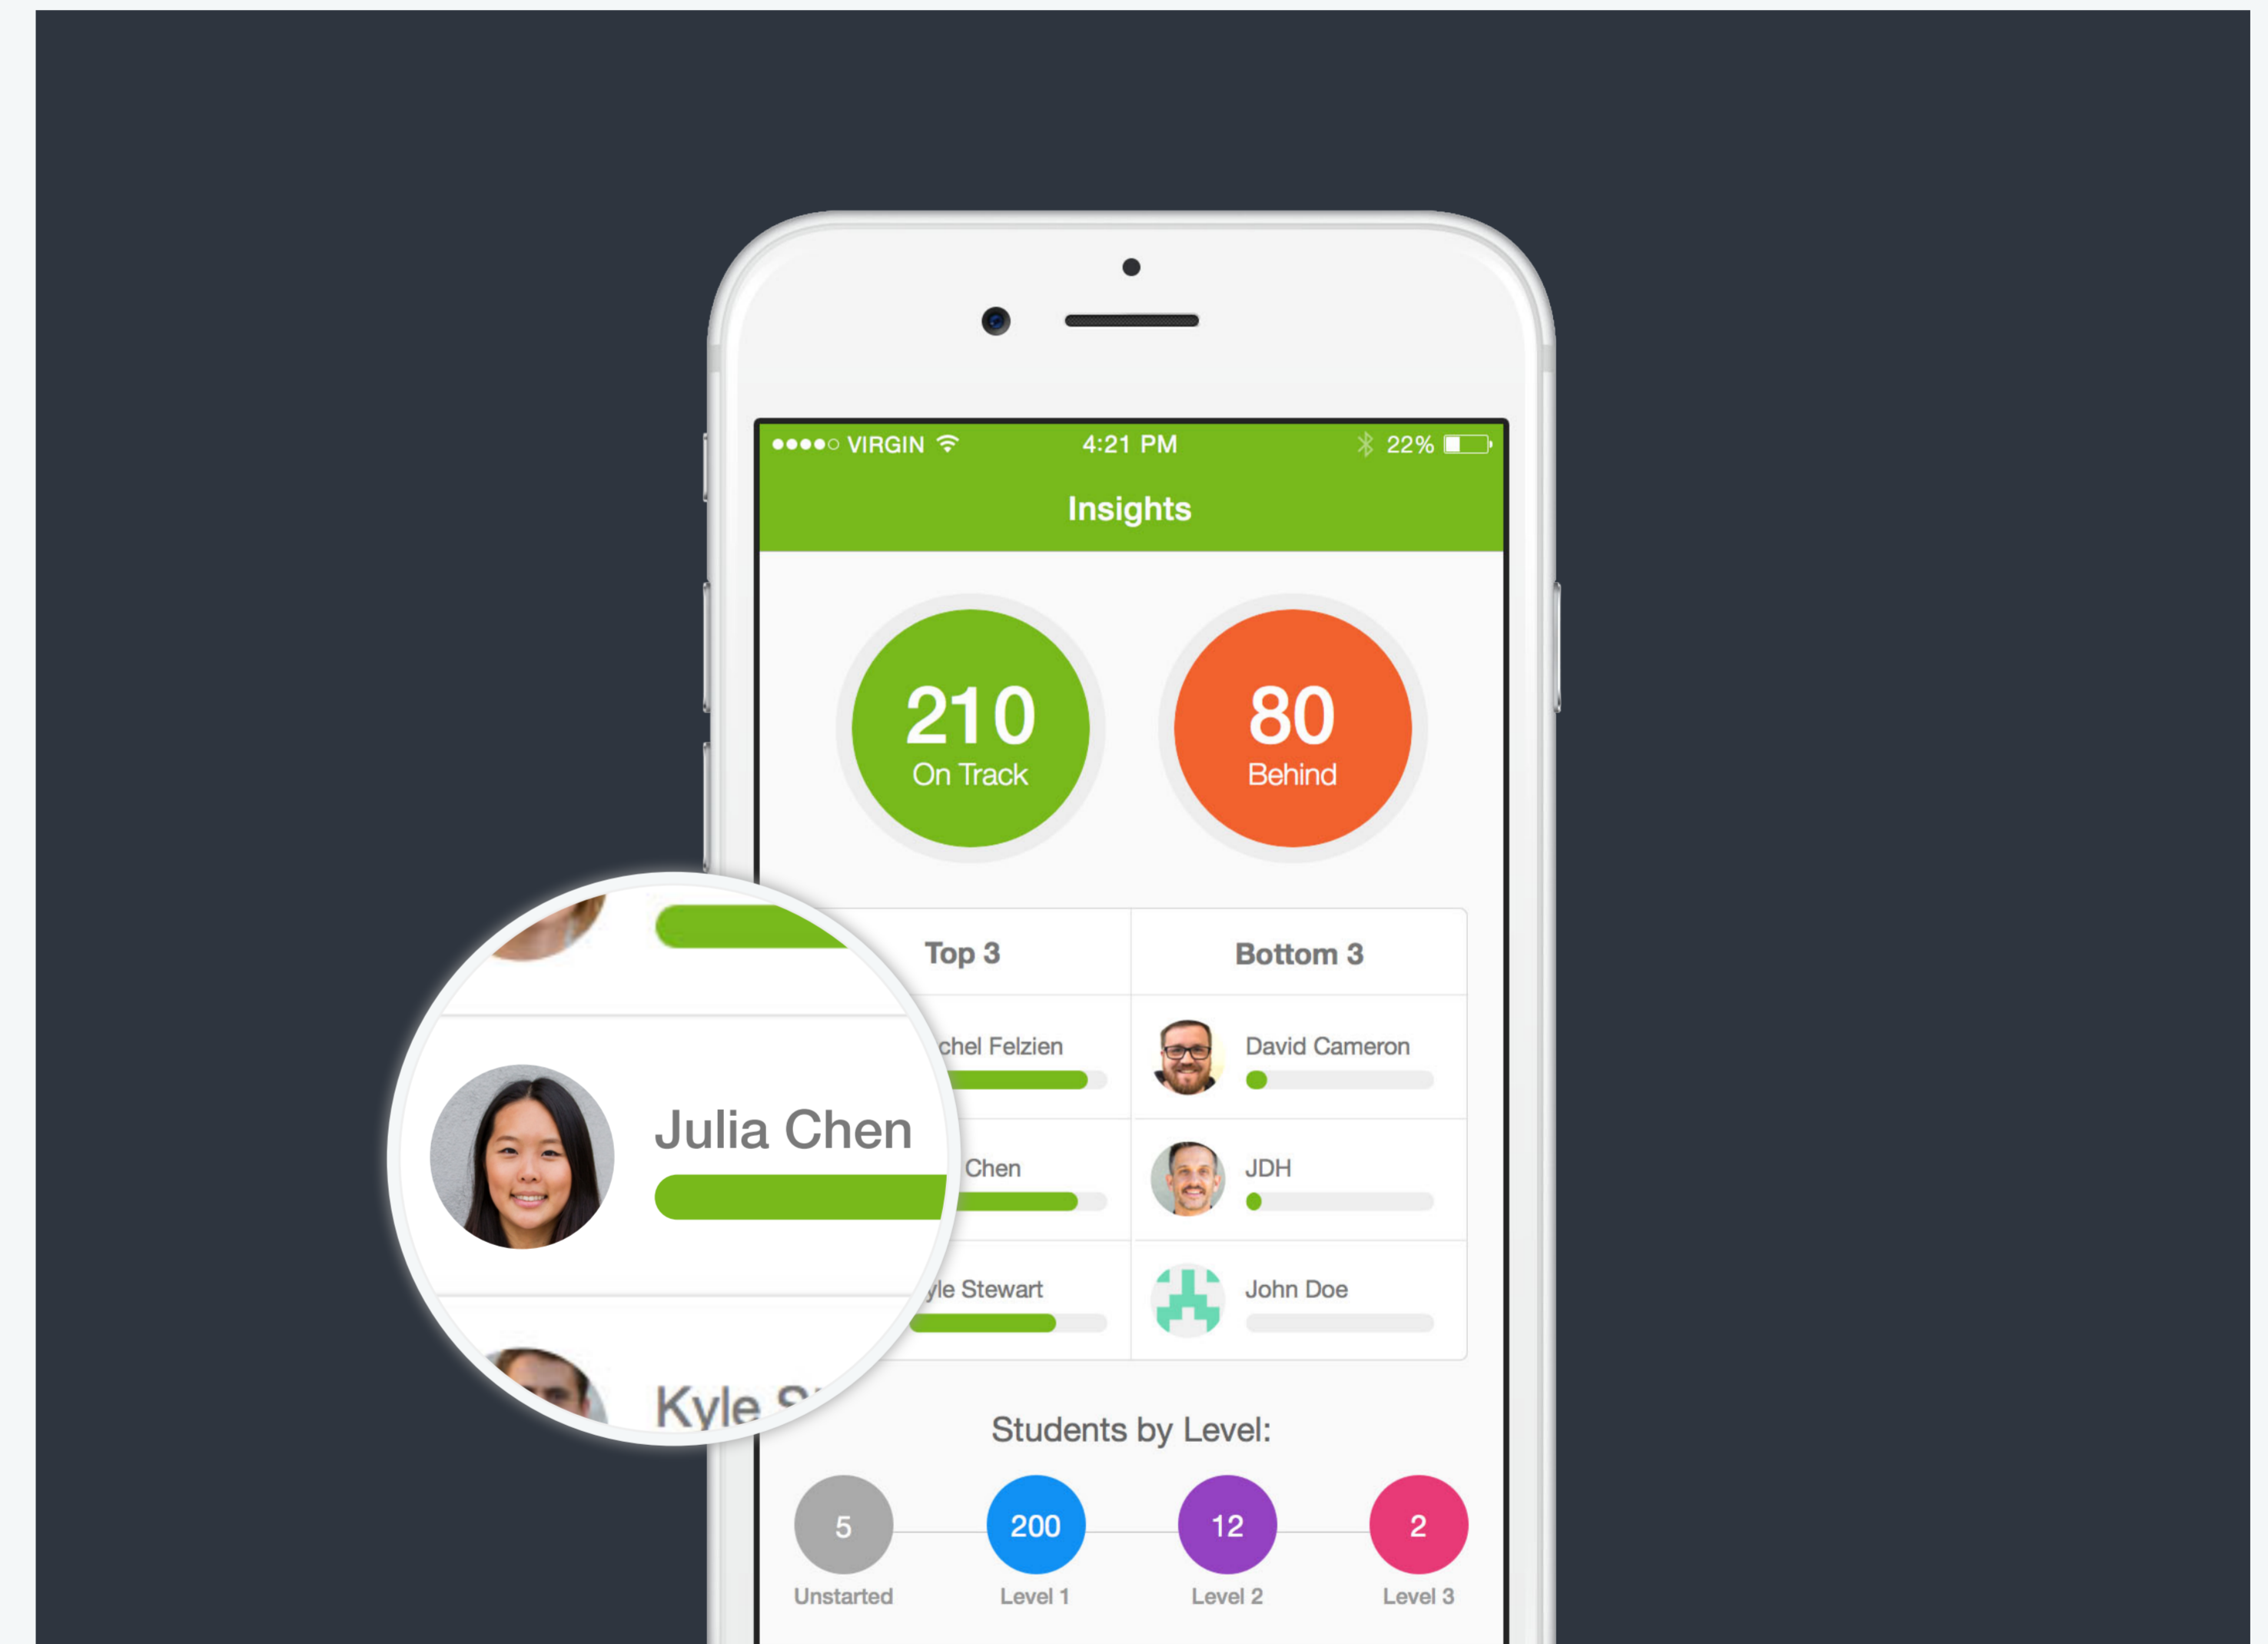 VIRGIN 4:21 PM 22%
Insights
210
On Track
80
Behind
Top 3
Bottom 3
chel Felzien
David Cameron
Julia Chen
Chen
JDH
yle Stewart
John Doe
Kyle
Students by Level:
5
200
12
2
Unstarted
Level 1
Level 2
Level 3